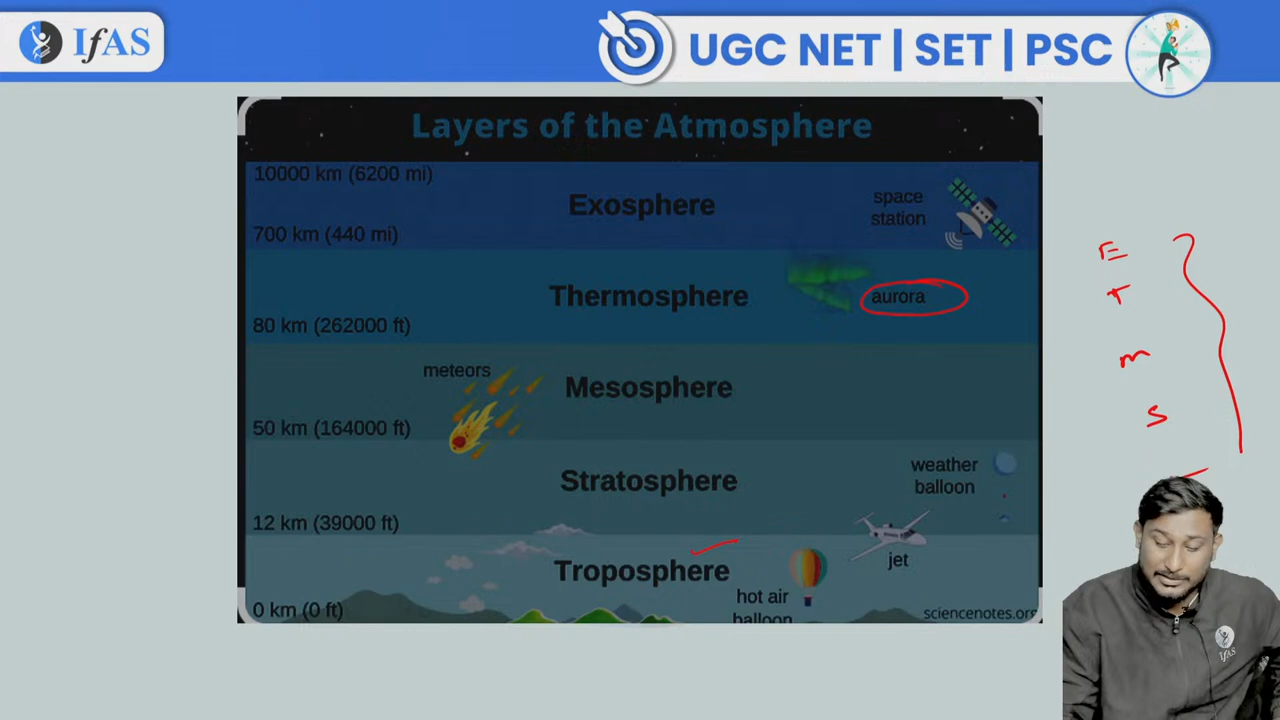 IfAS
UGC NET | SET | PSC
Layers of the Atmosphere
10000 km (6200 mi)
Exosphere
space
station
700 km (440 mi)
E
Thermosphere
aurora
T
80 km (262000 ft)
meteors
Mesosphere
m
50 km (164000 ft)
S
Stratosphere
weather
balloon
12 km (39000 ft)
jet
Troposphere
hot air
balloon
0 km (0 ft)
sciencenotes.org
IfAS